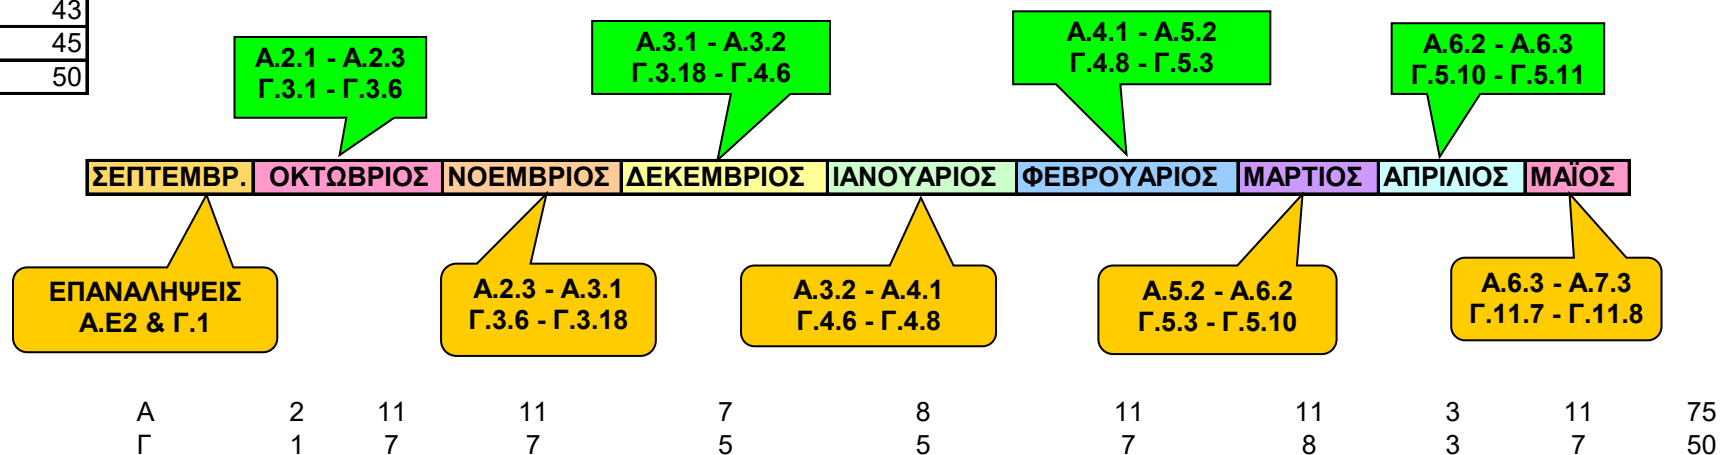 43
45
50
Α.2.1 - Α.2.3
Γ.3.1 - Γ.3.6
Α.3.1 - Α.3.2
Γ.3.18 - Γ.4.6
Α.4.1 - Α.5.2
Γ.4.8 - Γ.5.3
Α.6.2 - Α.6.3
Γ.5.10 - Γ.5.11
ΣΕΠΤΕΜΒΡ. ΟΚΤΩΒΡΙΟΣ ΝΟΕΜΒΡΙΟΣ ΔΕΚΕΜΒΡΙΟΣ ΙΑΝΟΥΑΡΙΟΣ ΦΕΒΡΟΥΑΡΙΟΣ ΜΑΡΤΙΟΣ ΑΠΡΙΛΙΟΣ ΜΑΪΟΣ
ΕΠΑΝΑΛΗΨΕΙΣ
Α.Ε2 & Γ.1
Α.2.3 - Α.3.1
Γ.3.6 - Γ.3.18
Α.3.2 - Α.4.1
Γ.4.6 - Γ.4.8
Α.5.2 - Α.6.2
Γ.5.3 - Γ.5.10
Α.6.3 - Α.7.3
Γ.11.7 - Γ.11.8
Α 2 11 11 7 8 11 11 3 11 75
Γ 1 7 7 5 5 7 8 3 7 50